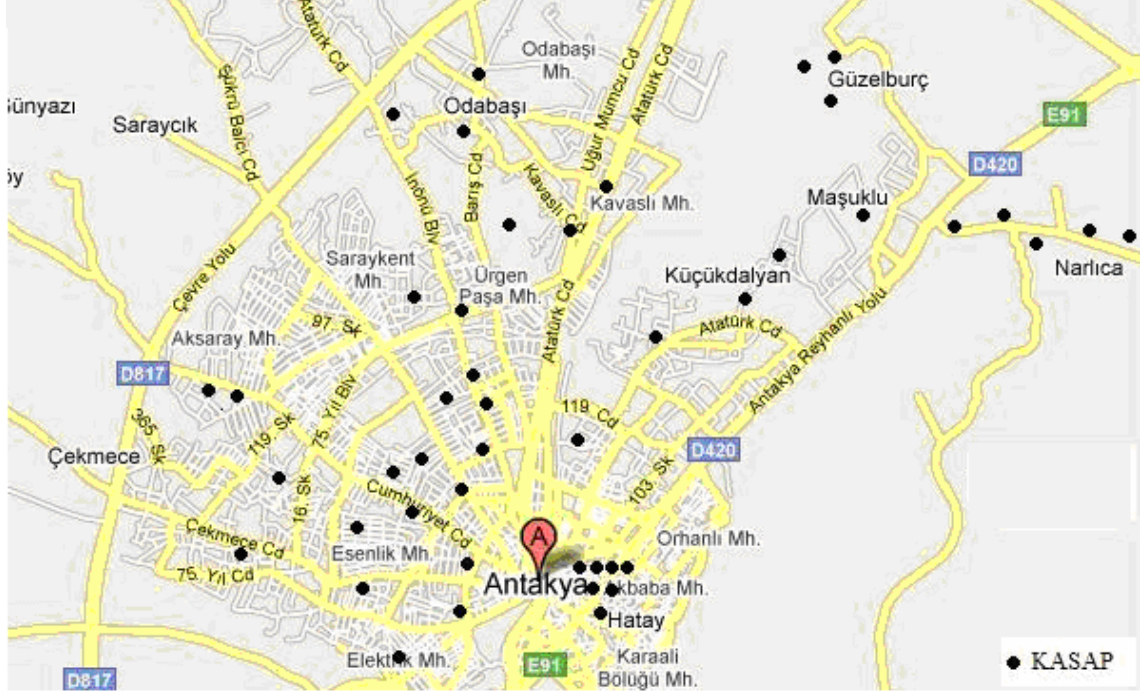 Odabaşı
Mh.
Atatürk Cd
Uğur Mumcu Cd
Atatürk Cd
Güzelburç
Şükrü Balcı Cd
Odabaşı
E91
Saraycık
D420
İnönü Blv
Barış Cd
Kavaslı Cd
Kavaslı Mh.
Maşuklu
Çevre Yolu
Saraykent
Mh.
Ürgen
Paşa Mh.
Küçükdalyan
Narlıca
97. Sk
Aksaray Mh.
Atatürk Cd
Atatürk Cd
Antakya Reyhanlı Yolu
D817
75. Yıl Blv
119. Cd
365. Sk
119. Sk
Çekmece
D420
103. Sk
16. Sk
Cumhuriyet Cd
A
Çekmece Cd
Esenlik Mh.
Orhanlı Mh.
75. Yıl Cd
Antakya
kbaba Mh.
Hatay
Elektrik Mh.
E91
Karaali
Bölüğü Mh.
D817
KASAP